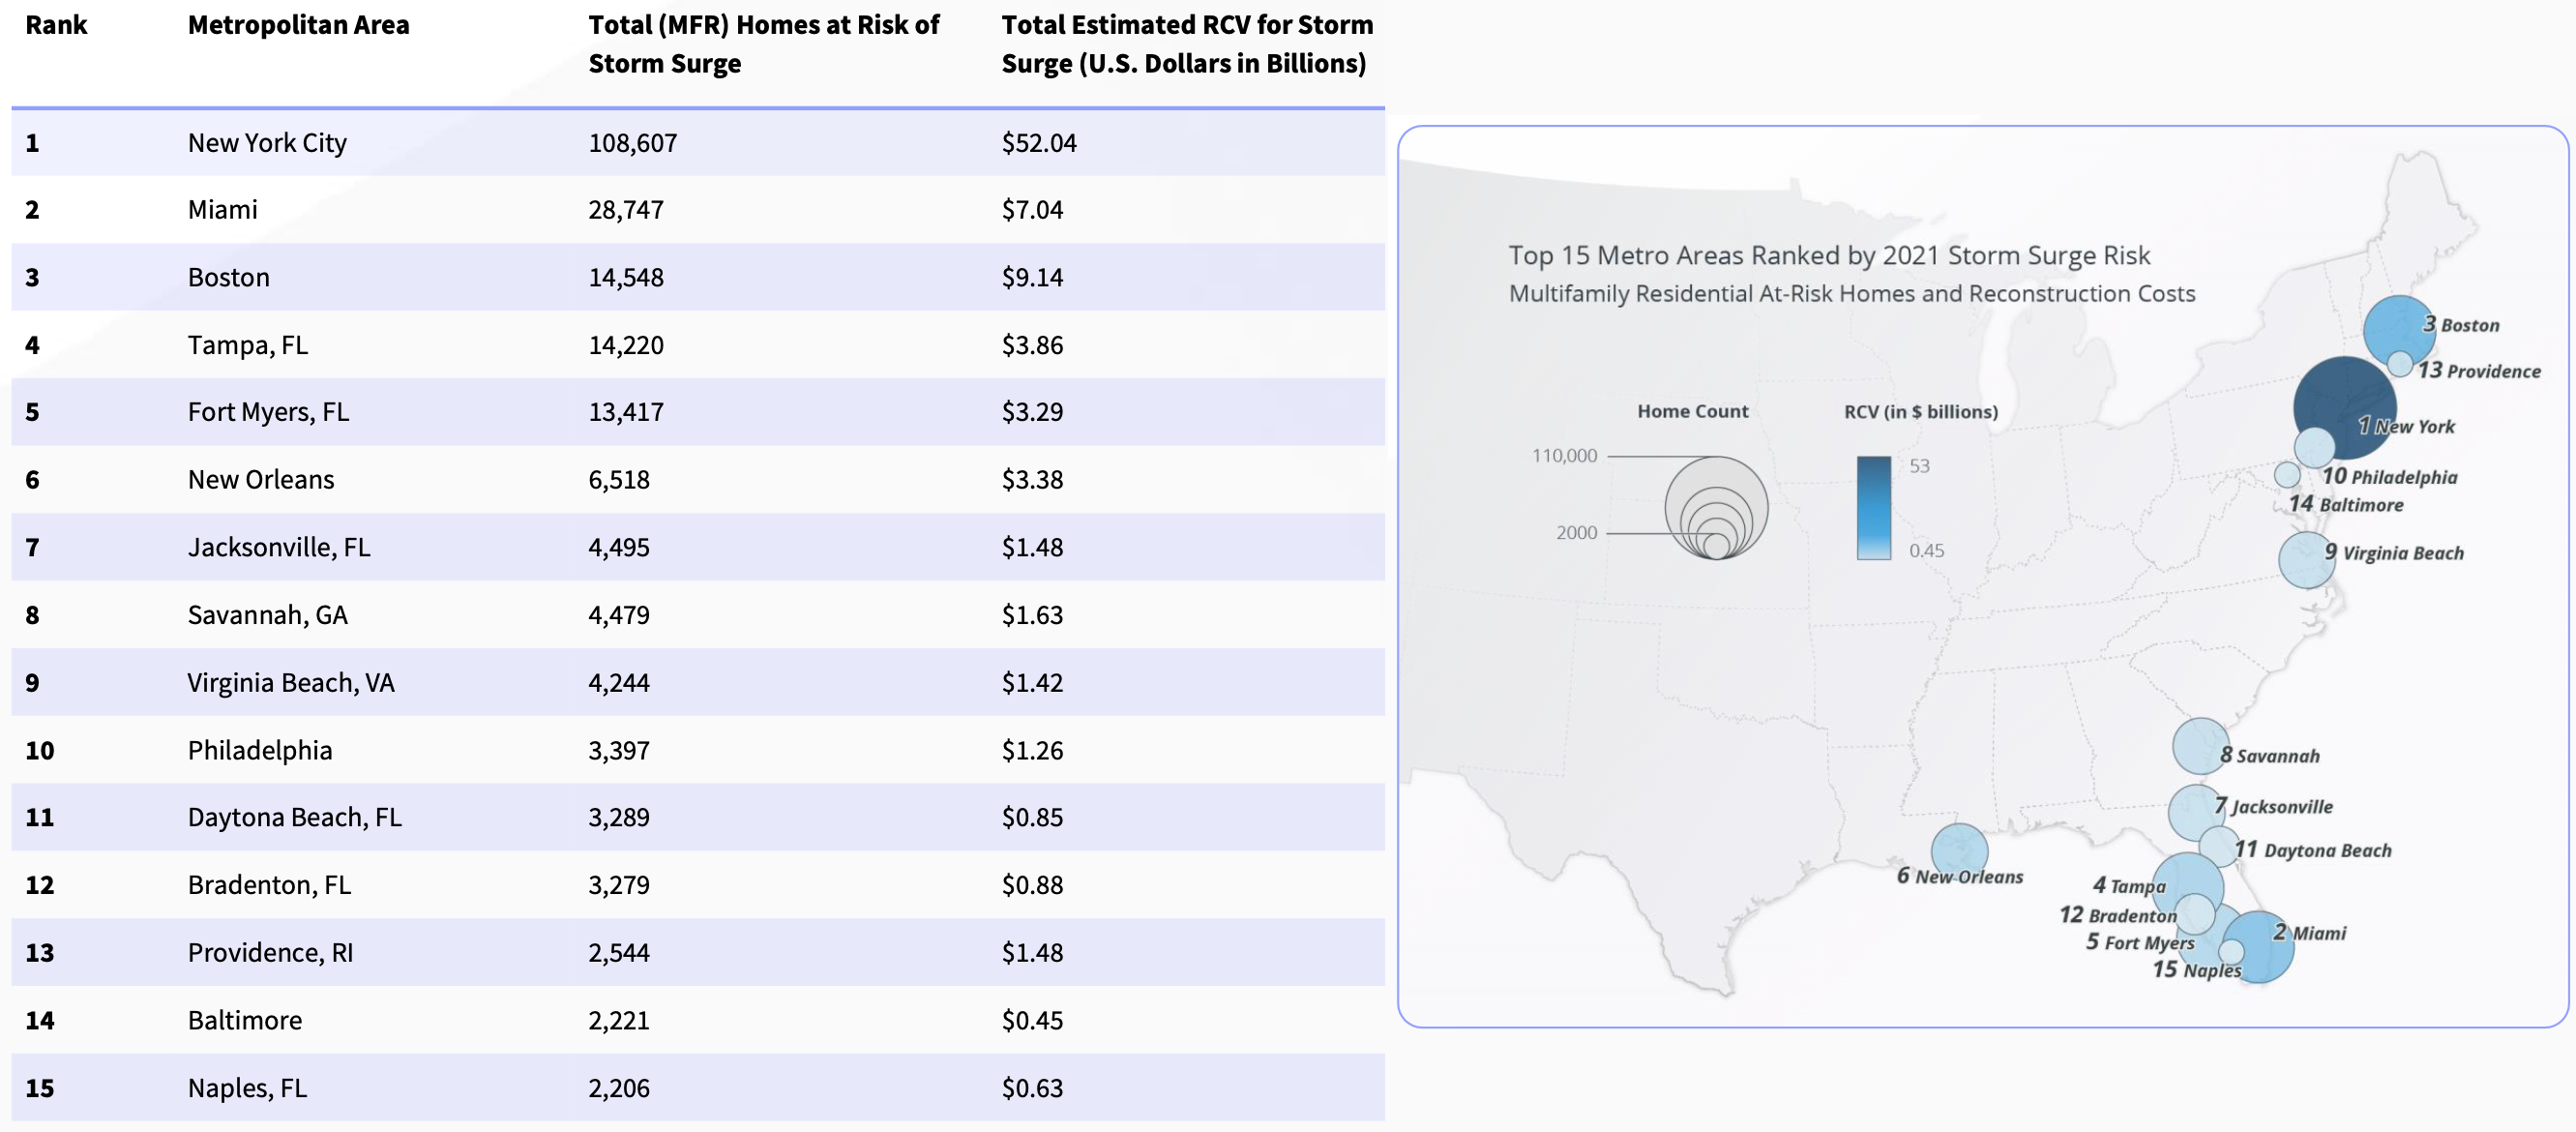 Rank Metropolitan Area Total (MFR) Homes at Risk of Storm Surge Total Estimated RCV for Storm Surge (U.S. Dollars in Billions)
1 New York City 108,607 $52.04
2 Miami 28,747 $7.04
3 Boston 14,548 $9.14
4 Tampa, FL 14,220 $3.86
5 Fort Myers, FL 13,417 $3.29
6 New Orleans 6,518 $3.38
7 Jacksonville, FL 4,495 $1.48
8 Savannah, GA 4,479 $1.63
9 Virginia Beach, VA 4,244 $1.42
10 Philadelphia 3,397 $1.26
11 Daytona Beach, FL 3,289 $0.85
12 Bradenton, FL 3,279 $0.88
13 Providence, RI 2,544 $1.48
14 Baltimore 2,221 $0.45
15 Naples, FL 2,206 $0.63
Top 15 Metro Areas Ranked by 2021 Storm Surge Risk
Multifamily Residential At-Risk Homes and Reconstruction Costs
Home Count
110,000
2000
RCV (in $ billions)
53
0.45
3 Boston
13 Providence
1 New York
10 Philadelphia
14 Baltimore
9 Virginia Beach
8 Savannah
7 Jacksonville
11 Daytona Beach
6 New Orleans
4 Tampa
12 Bradenton
2 Miami
5 Fort Myers
15 Naples